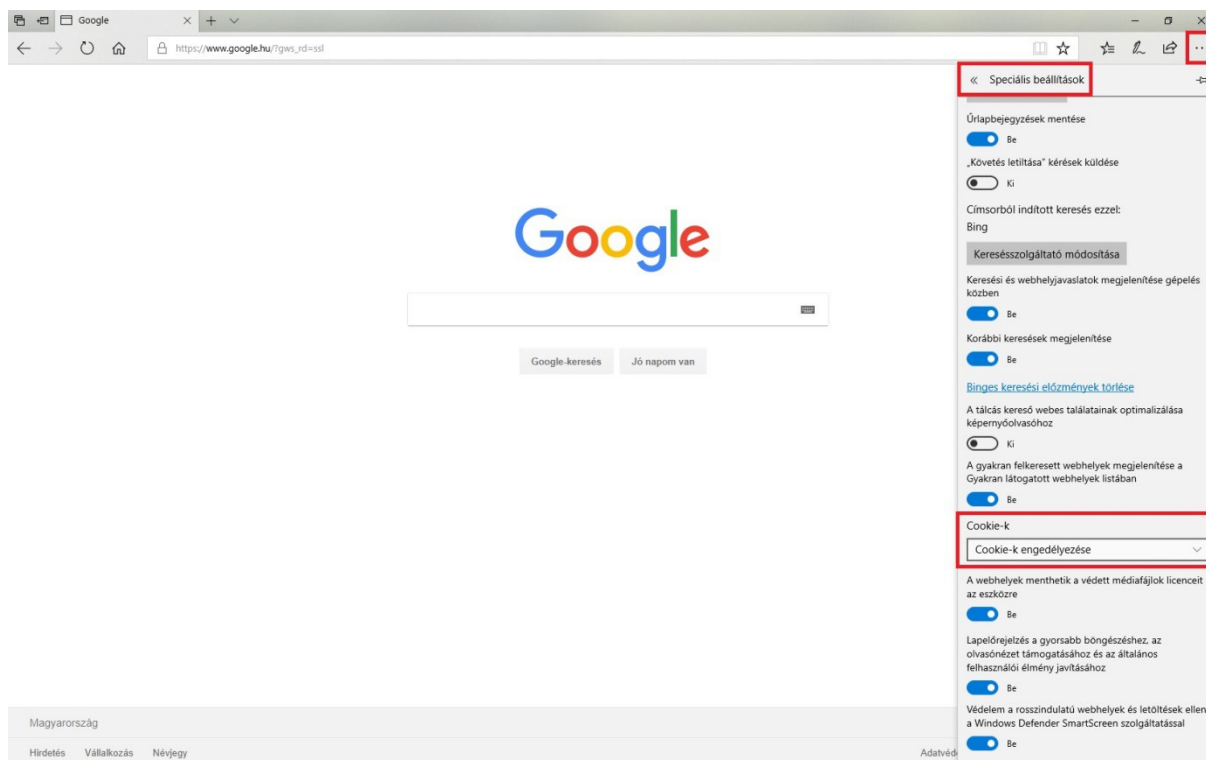 Google
https://www.google.hu/?gws_rd=ssl
Speciális beállítások
Űrlapbejegyzések mentése
Be
„Követés letiltása” kérések küldése
Ki
Címsorból indított keresés ezzel:
Bing
Keresésszolgáltató módosítása
Keresési és webhelyjavaslatok megjelenítése gépelés
közben
Be
Korábbi keresések megjelenítése
Be
Binges keresési előzmények törlése
A tálcás kereső webes találatainak optimalizálása
képernyőolvasóhoz
Ki
A gyakran felkeresett webhelyek megjelenítése a
Gyakran látogatott webhelyek listában
Be
Cookie-k
Cookie-k engedélyezése
A webhelyek menthetik a védett médiafájlok licenceit
az eszközre
Be
Lapelőrejelzés a gyorsabb böngészéshez, az
olvasónézet támogatásához és az általános
felhasználói élmény javításához
Be
Védelem a rosszindulatú webhelyek és letöltések ellen
a Windows Defender SmartScreen szolgáltatással
Be
Google
Google-keresés Jó napom van
Magyarország
Hirdetés Vállalkozás Névjegy